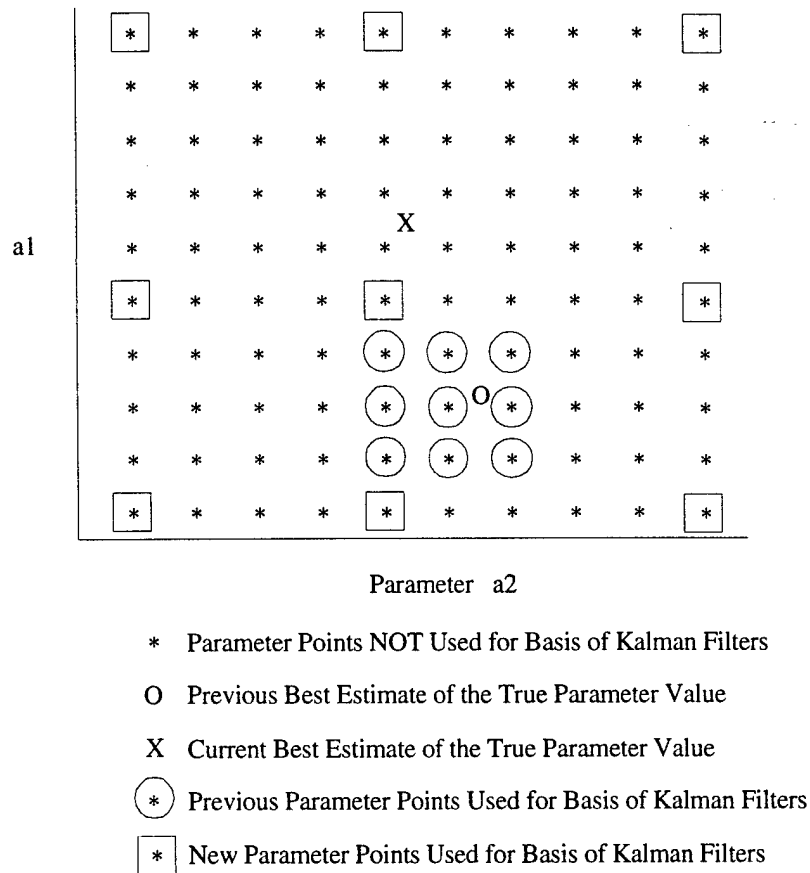 * * * * * * * * * *
* * * * * * * * * *
* * * * * * * * * *
* * * * * * * * * *
X
a1 * * * * * * * * * *
* * * * * * * * * *
* * * * * * * * * *
O
* * * * * * * * * *
* * * * * * * * * *
* * * * * * * * * *
Parameter a2
* Parameter Points NOT Used for Basis of Kalman Filters
O Previous Best Estimate of the True Parameter Value
X Current Best Estimate of the True Parameter Value
* Previous Parameter Points Used for Basis of Kalman Filters
* New Parameter Points Used for Basis of Kalman Filters